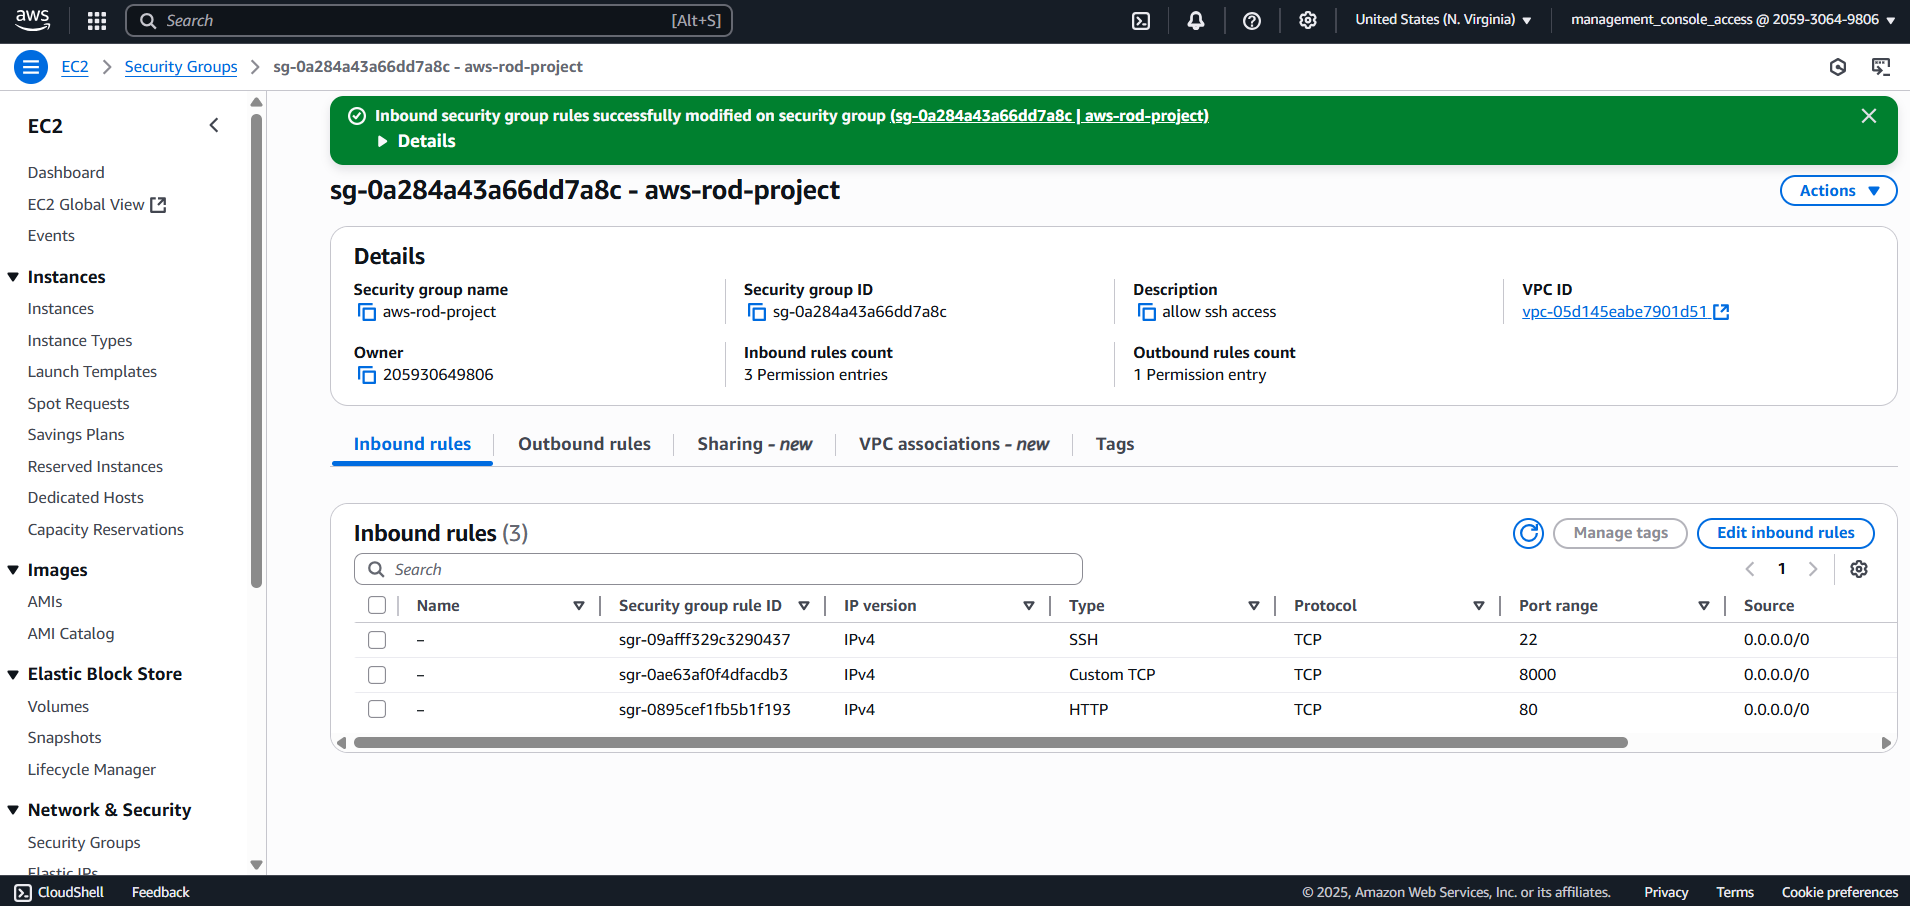 aws
Search [Alt+S]
United States (N. Virginia)
management_console_access @ 2059-3064-9806
EC2 > Security Groups > sg-0a284a43a66dd7a8c - aws-rod-project
EC2
Dashboard
EC2 Global View
Events
Instances
Instances
Instance Types
Launch Templates
Spot Requests
Savings Plans
Reserved Instances
Dedicated Hosts
Capacity Reservations
Images
AMIs
AMI Catalog
Elastic Block Store
Volumes
Snapshots
Lifecycle Manager
Network & Security
Security Groups
Elastic IPs
Inbound security group rules successfully modified on security group (sg-0a284a43a66dd7a8c | aws-rod-project)
Details
sg-0a284a43a66dd7a8c - aws-rod-project
Actions
Details
Security group name
aws-rod-project
Security group ID
sg-0a284a43a66dd7a8c
Description
allow ssh access
VPC ID
vpc-05d145eabe7901d51
Owner
205930649806
Inbound rules count
3 Permission entries
Outbound rules count
1 Permission entry
Inbound rules
Outbound rules
Sharing - new
VPC associations - new
Tags
Inbound rules (3)
Manage tags
Edit inbound rules
Search
1
Name Security group rule ID IP version Type Protocol Port range Source
– sgr-09afff329c3290437 IPv4 SSH TCP 22 0.0.0.0/0
– sgr-0ae63af0f4dfacdb3 IPv4 Custom TCP TCP 8000 0.0.0.0/0
– sgr-0895cef1fb5b1f193 IPv4 HTTP TCP 80 0.0.0.0/0
CloudShell Feedback
© 2025, Amazon Web Services, Inc. or its affiliates. Privacy Terms Cookie preferences